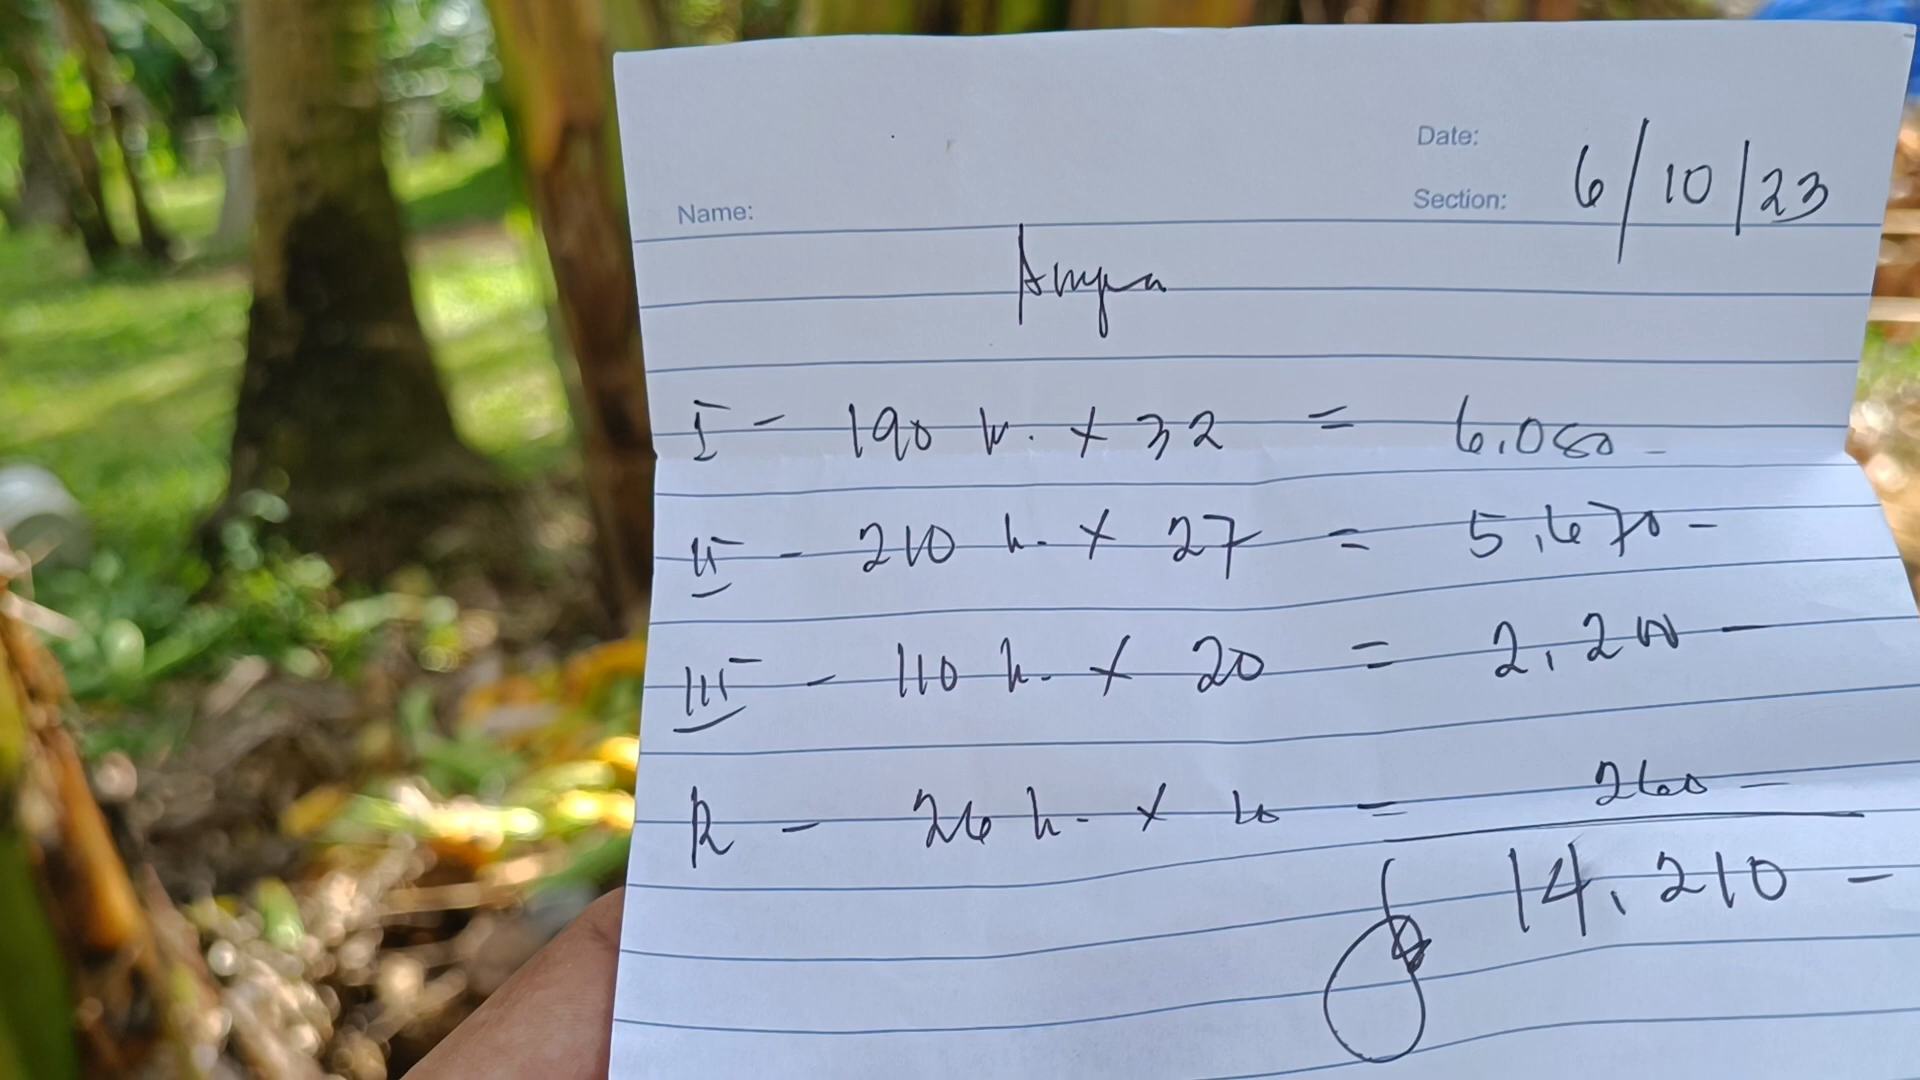 Date:
Section: 6/10/23
Name:
I - 190 k. x 32 = 6.080 -
II - 210 k. x 27 = 5,670 -
III - 110 k. x 20 = 2,200 -
R - 26 k. x 10 = 260 -
14,210 -